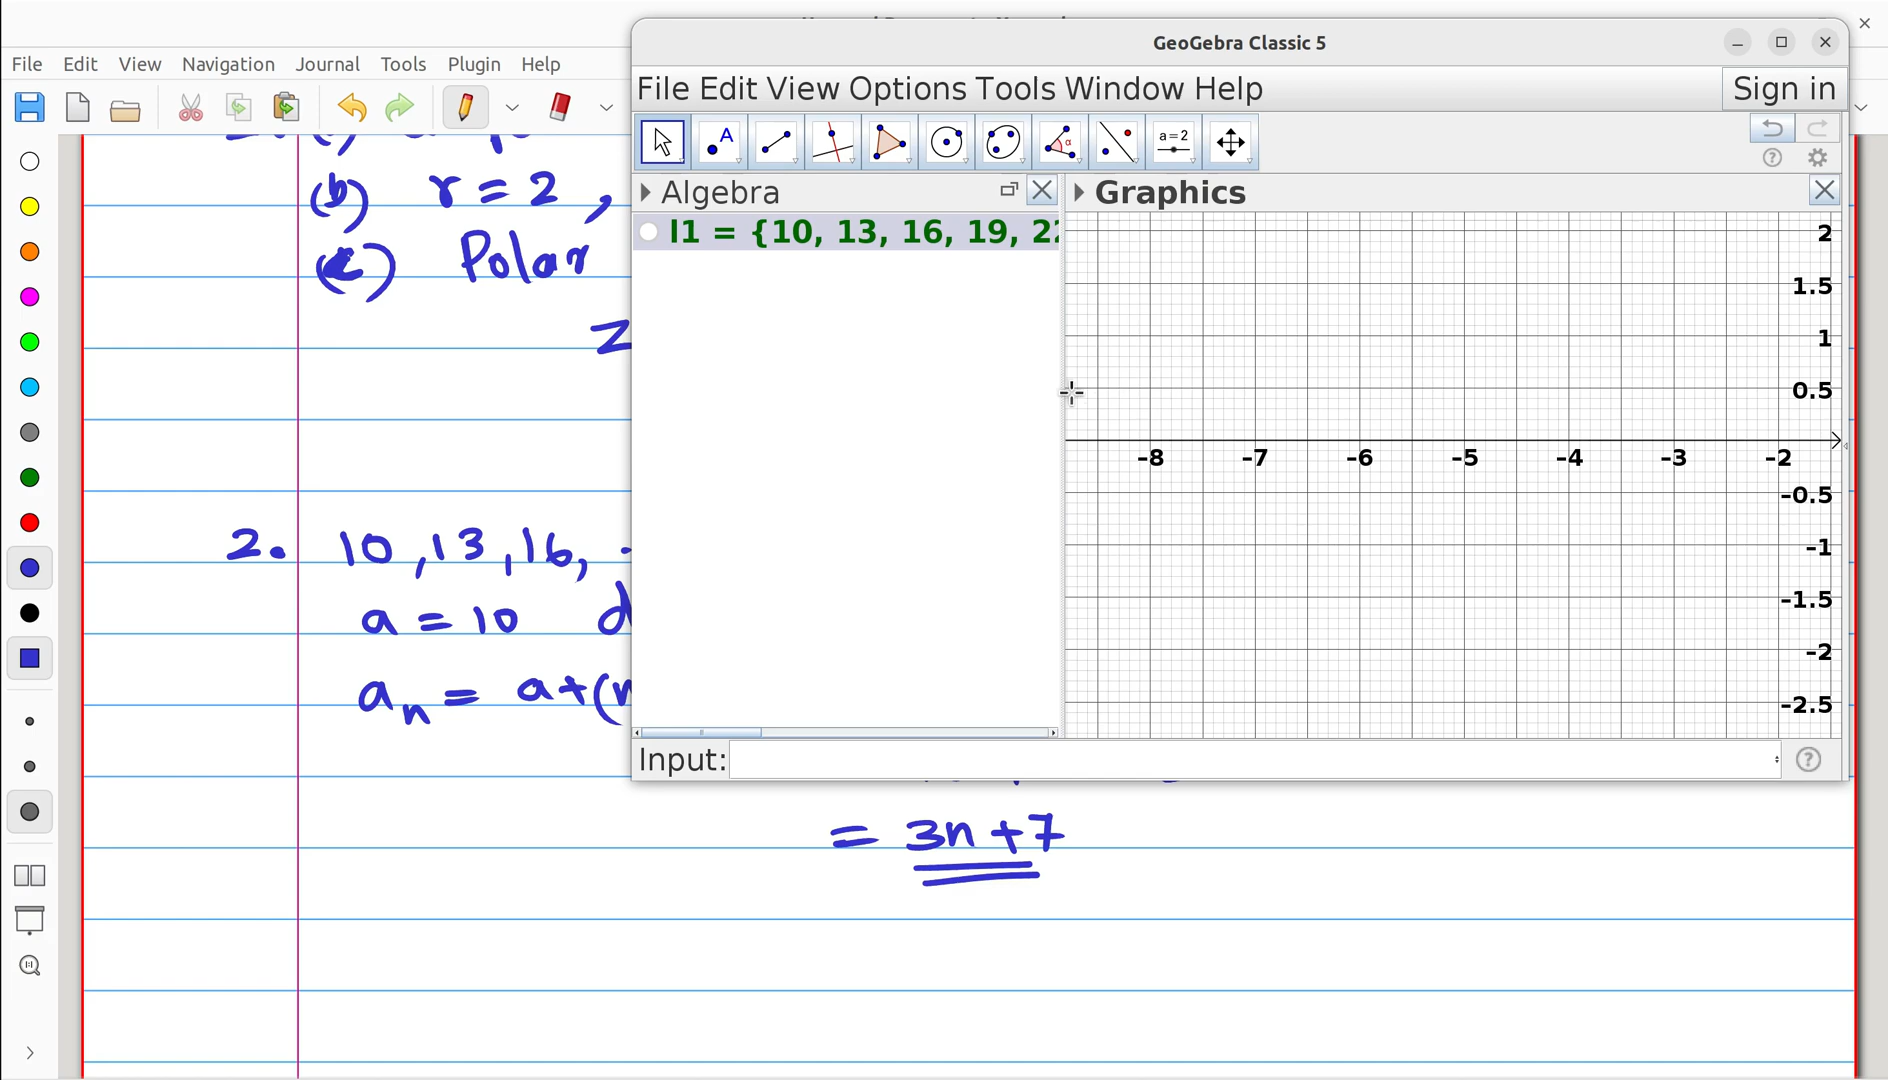 GeoGebra Classic 5
File Edit View Navigation Journal Tools Plugin Help
File Edit View Options Tools Window Help
Sign in
A
α
a=2
Algebra
Graphics
l1 = {10, 13, 16, 19, 22
2
1.5
1
0.5
-8 -7 -6 -5 -4 -3 -2
-0.5
-1
-1.5
-2
-2.5
Input:
(b) r = 2 ,
(c) Polar
Z
2. 10 ,13 ,16,
a = 10 d
an = a+(n
= 3n +7